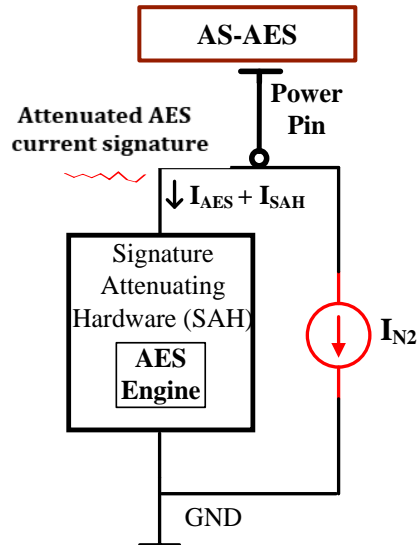 AS-AES
Power
Pin
Attenuated AES
current signature
I_AES + I_SAH
Signature
Attenuating
Hardware (SAH)
AES
Engine
I_N2
GND